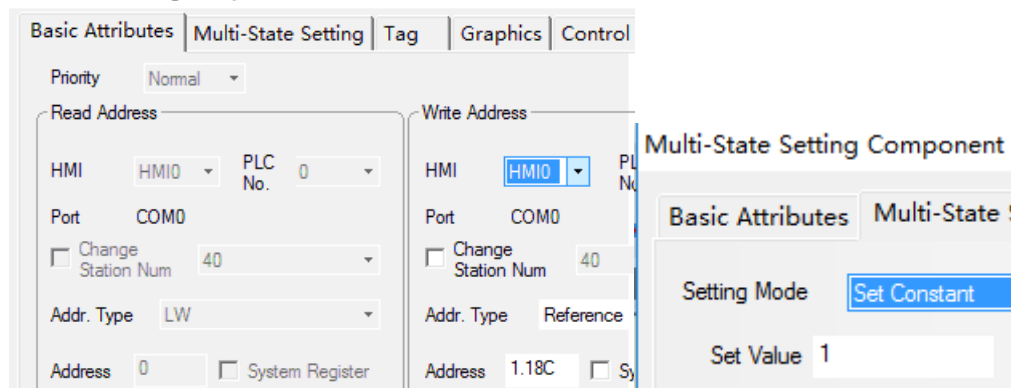 Basic Attributes Multi-State Setting Tag Graphics Control
Priority Normal
Read Address
HMI HMI0 PLC No. 0
Port COM0
Change Station Num 40
Addr. Type LW
Address 0 System Register
Write Address
HMI HMI0
Port COM0
Change Station Num 40
Addr. Type Reference
Address 1.18C
Multi-State Setting Component
Basic Attributes Multi-State
Setting Mode Set Constant
Set Value 1